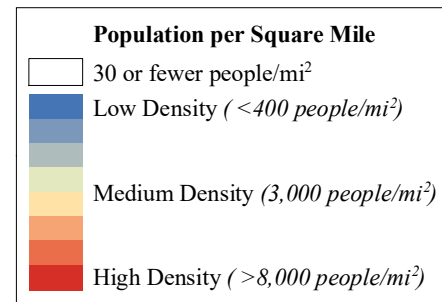 Population per Square Mile
30 or fewer people/mi²
Low Density ( <400 people/mi²)
Medium Density (3,000 people/mi²)
High Density ( >8,000 people/mi²)